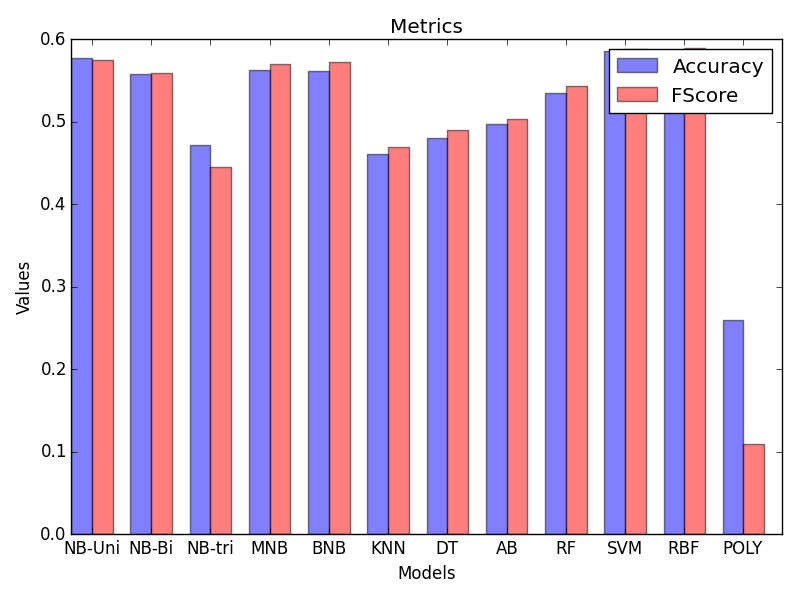 Metrics
Accuracy
FScore
0.6
0.5
0.4
0.3
0.2
0.1
0.0
Values
NB-Uni NB-Bi NB-tri MNB BNB KNN DT AB RF SVM RBF POLY
Models